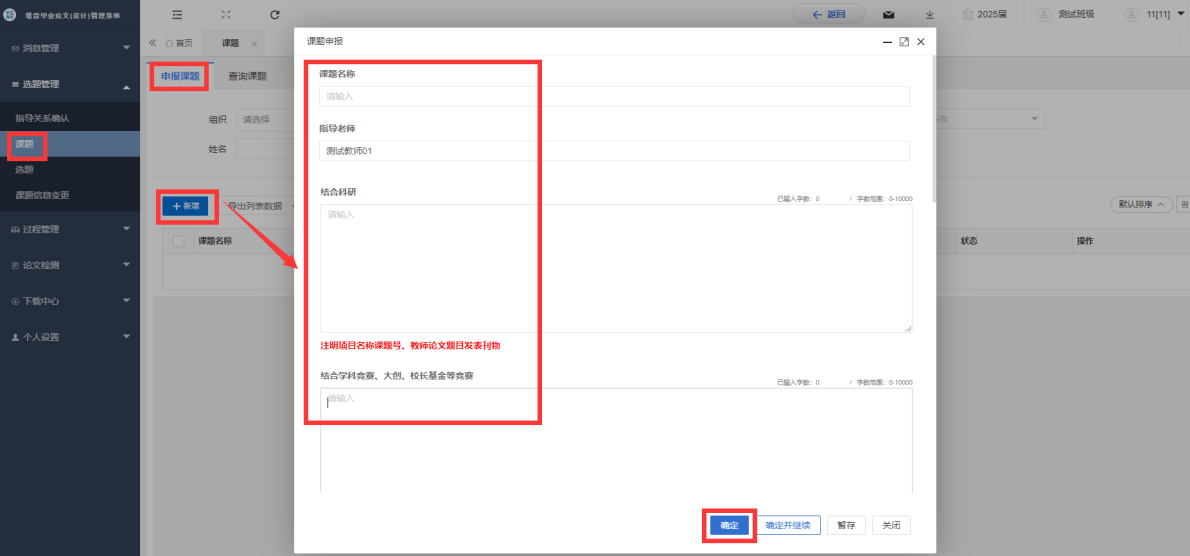 维普毕业论文(设计)管理系统
返回
2025届
测试班级
11[11]
消息管理
首页
课题
选题管理
申报课题
查询课题
指导关系确认
课题
选题
课题信息变更
过程管理
论文检测
下载中心
个人设置
组织
请选择
姓名
新增
导出列表数据
默认排序
课题名称
状态
操作
课题申报
课题名称
请输入
指导老师
测试教师01
结合科研
已输入字数: 0 / 字数范围: 0-10000
请输入
注明项目名称课题号、教师论文题目发表刊物
结合学科竞赛、大创、校长基金等竞赛
已输入字数: 0 / 字数范围: 0-10000
请输入
确定
确定并继续
暂存
关闭